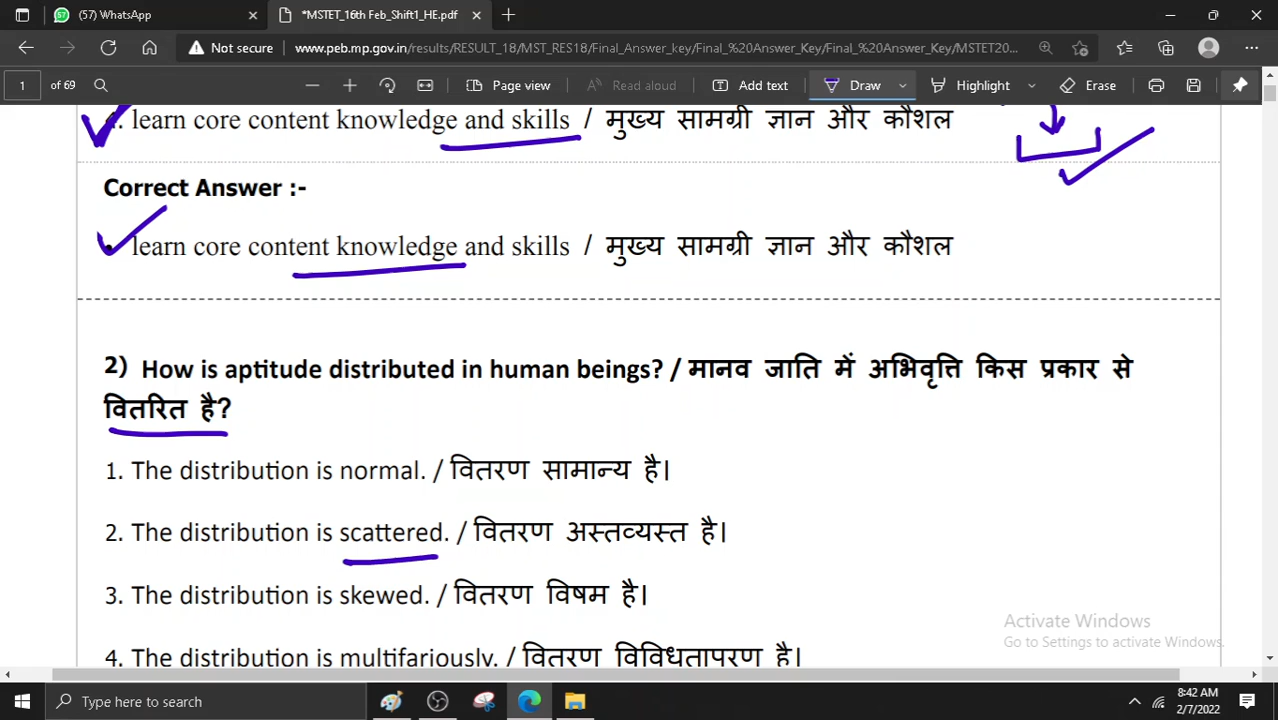 (57) WhatsApp
*MSTET_16th Feb_Shift1_HE.pdf
Not secure
www.peb.mp.gov.in/results/RESULT_18/MST_RES18/Final_Answer_key/Final_%20Answer_Key/Final_%20Answer_Key/MSTET20...
1 of 69
Page view
Read aloud
Add text
Draw
Highlight
Erase
learn core content knowledge and skills / मुख्य सामग्री ज्ञान और कौशल
Correct Answer :-
• learn core content knowledge and skills / मुख्य सामग्री ज्ञान और कौशल
2) How is aptitude distributed in human beings? / मानव जाति में अभिवृत्ति किस प्रकार से
वितरित है?
1. The distribution is normal. / वितरण सामान्य है।
2. The distribution is scattered. / वितरण अस्तव्यस्त है।
3. The distribution is skewed. / वितरण विषम है।
4. The distribution is multifariously. / वितरण विविधतापूर्ण है।
Activate Windows
Go to Settings to activate Windows.
Type here to search
8:42 AM
2/7/2022